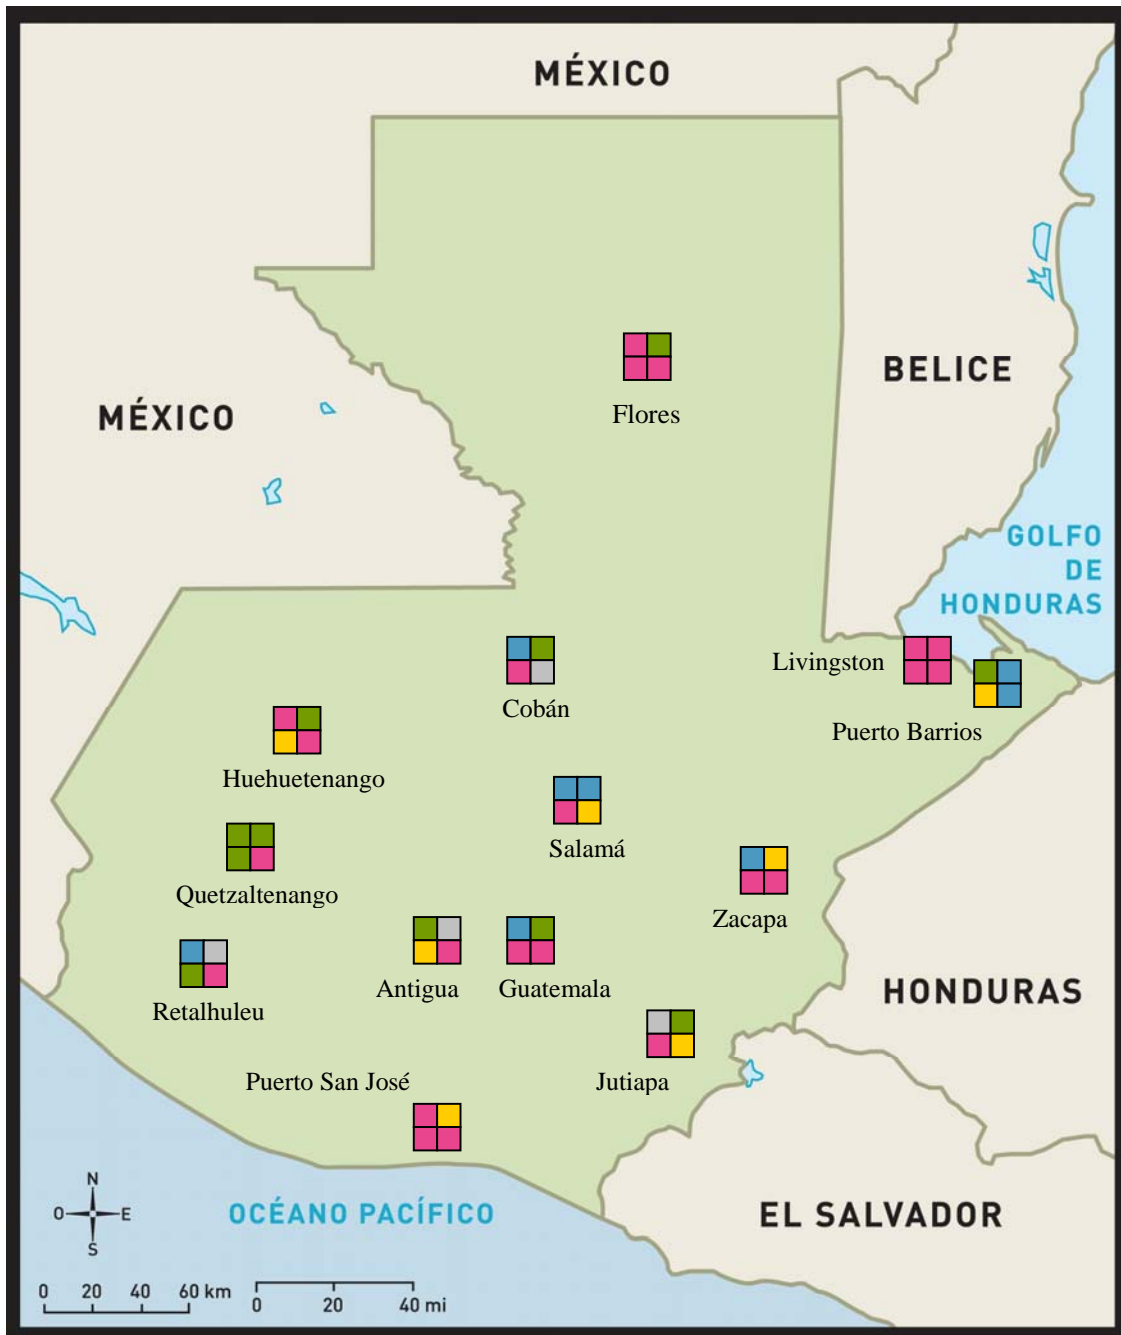 MÉXICO
BELICE
MÉXICO
Flores
GOLFO
DE
HONDURAS
Livingston
Cobán
Puerto Barrios
Huehuetenango
Salamá
Quetzaltenango
Zacapa
Antigua
Guatemala
Retalhuleu
HONDURAS
Puerto San José
Jutiapa
N
O
E
S
OCÉANO PACÍFICO
EL SALVADOR
0 20 40 60 km
0 20 40 mi